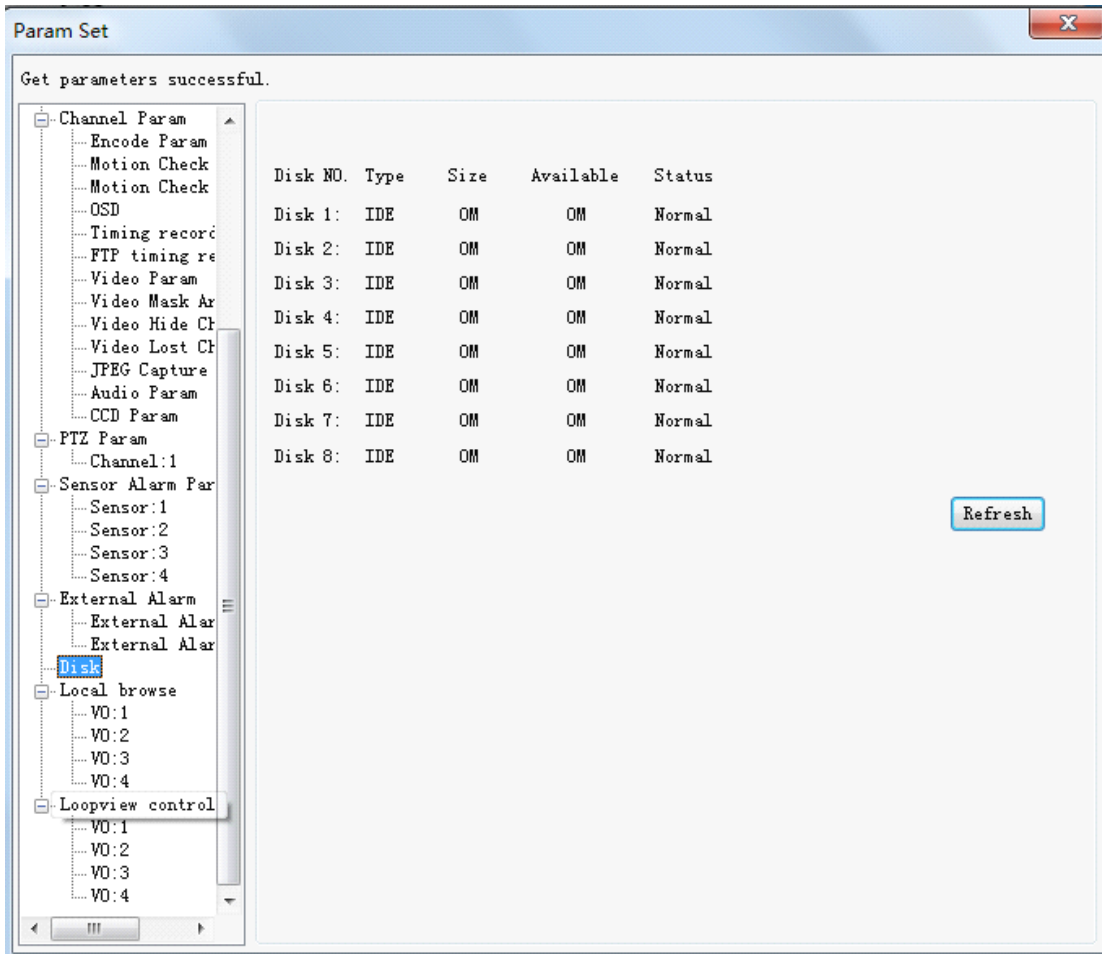 Param Set
Get parameters successful.
Channel Param
Encode Param
Motion Check
Motion Check
OSD
Timing record
FTP timing re
Video Param
Video Mask Ar
Video Hide Ch
Video Lost Ch
JPEG Capture
Audio Param
CCD Param
PTZ Param
Channel:1
Sensor Alarm Par
Sensor:1
Sensor:2
Sensor:3
Sensor:4
External Alarm
External Alar
External Alar
Disk
Local browse
VO:1
VO:2
VO:3
VO:4
Loopview control
VO:1
VO:2
VO:3
VO:4
Disk NO. Type Size Available Status
Disk 1: IDE 0M 0M Normal
Disk 2: IDE 0M 0M Normal
Disk 3: IDE 0M 0M Normal
Disk 4: IDE 0M 0M Normal
Disk 5: IDE 0M 0M Normal
Disk 6: IDE 0M 0M Normal
Disk 7: IDE 0M 0M Normal
Disk 8: IDE 0M 0M Normal
Refresh